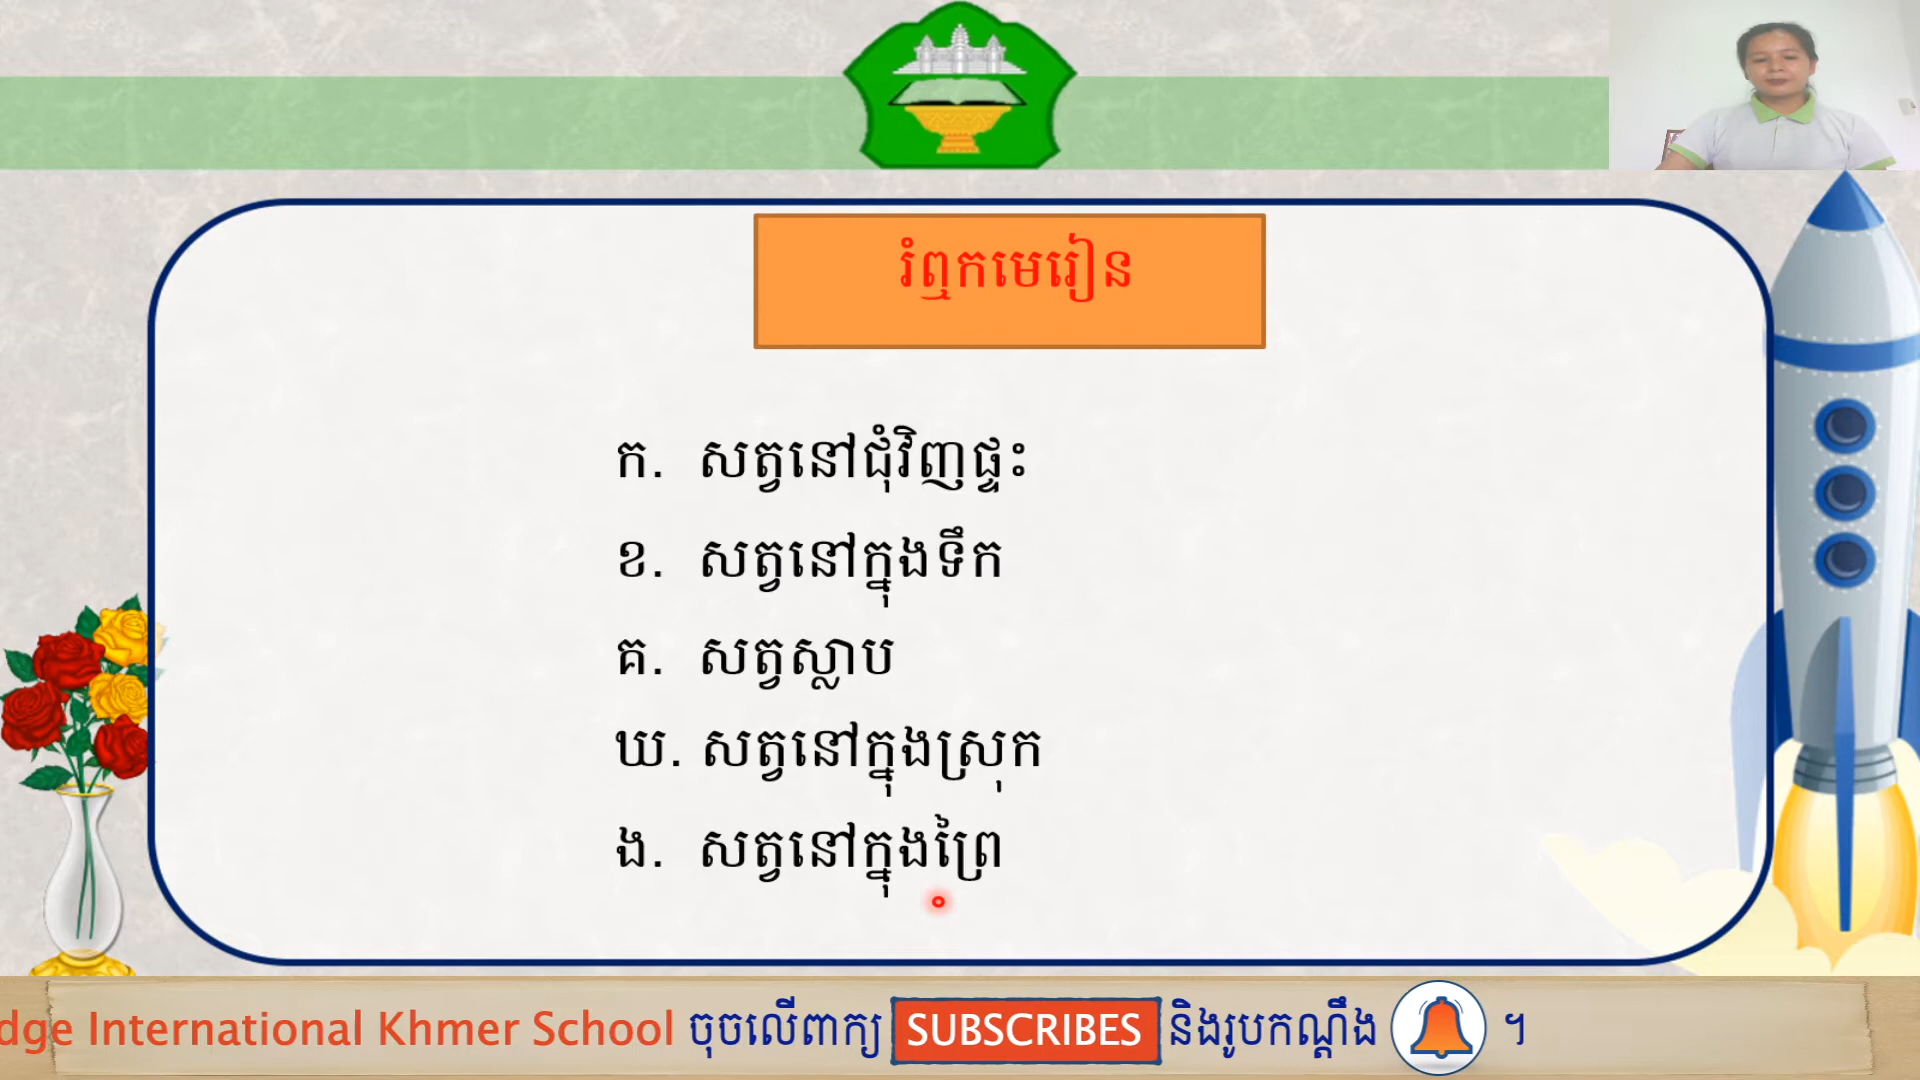 រំឮកមេរៀន
ក. សត្វនៅជុំវិញផ្ទះ
ខ. សត្វនៅក្នុងទឹក
គ. សត្វស្លាប
ឃ. សត្វនៅក្នុងស្រុក
ង. សត្វនៅក្នុងព្រៃ
dge International Khmer School ចុចលើពាក្យ SUBSCRIBES និងរូបកណ្ដឹង ។